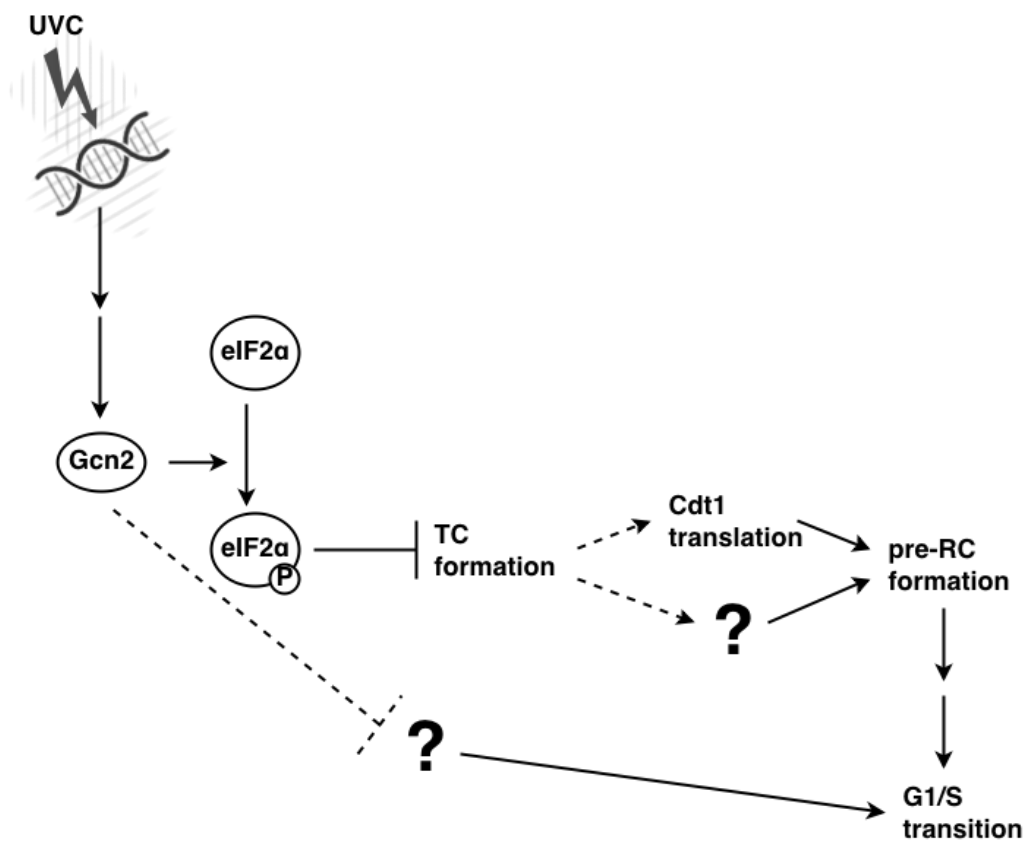 UVC
eIF2α
Gcn2
eIF2α
P
TC
formation
Cdt1
translation
?
pre-RC
formation
?
G1/S
transition